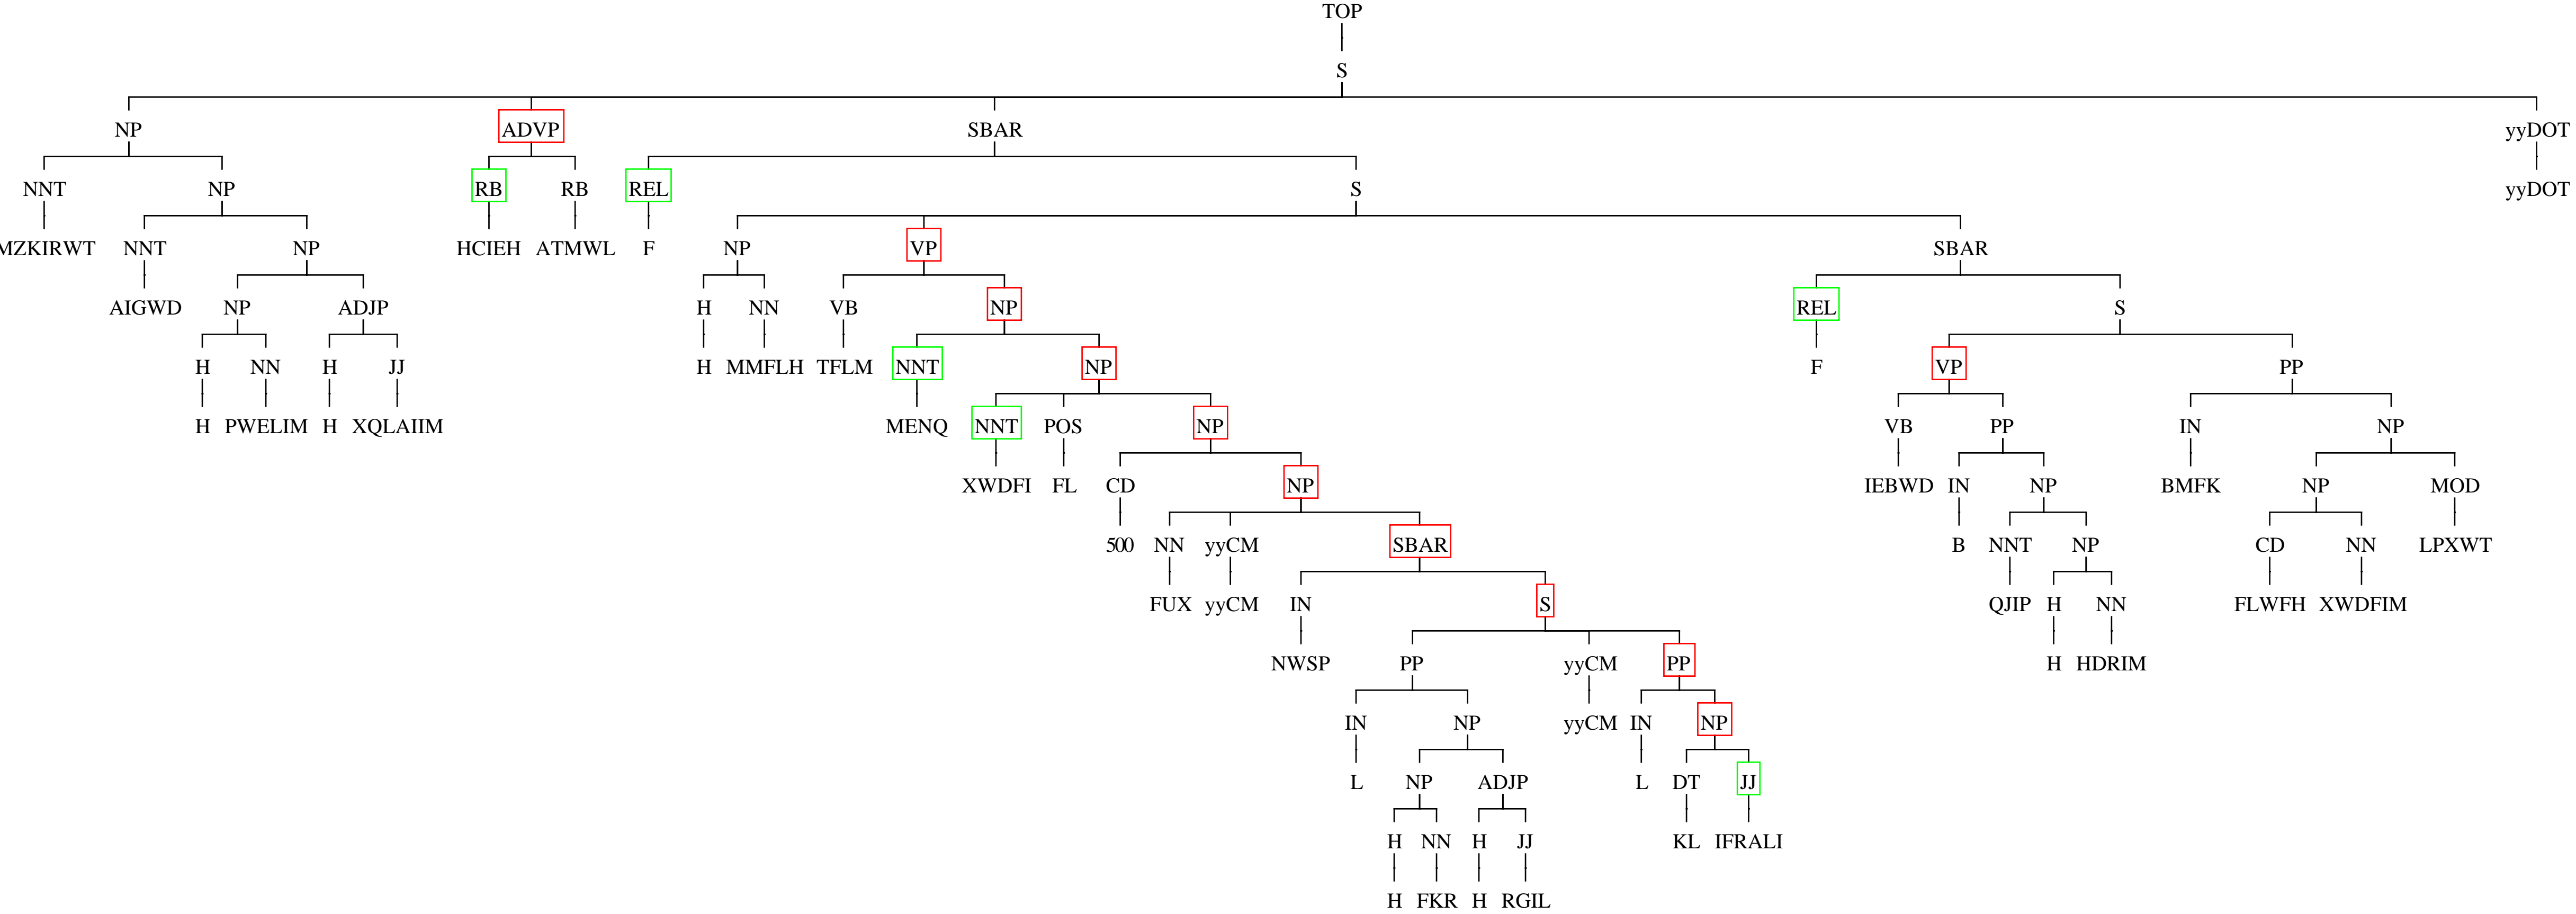 TOP
S
NP ADVP SBAR yyDOT
NNT NP RB RB REL S yyDOT
MZKIRWT NNT NP HCIEH ATMWL F NP VP SBAR
AIGWD NP ADJP H NN VB NP REL S
H NN H JJ H MMFLH TFLM NNT NP F VP PP
H PWELIM H XQLAIIM MENQ NNT POS NP VB PP IN NP
XWDFI FL CD NP IEBWD IN NP BMFK NP MOD
500 NN yyCM SBAR B NNT NP CD NN LPXWT
FUX yyCM IN S QJIP H NN FLWFH XWDFIM
NWSP PP yyCM PP H HDRIM
IN NP yyCM IN NP
L NP ADJP L DT JJ
H NN H JJ KL IFRALI
H FKR H RGIL